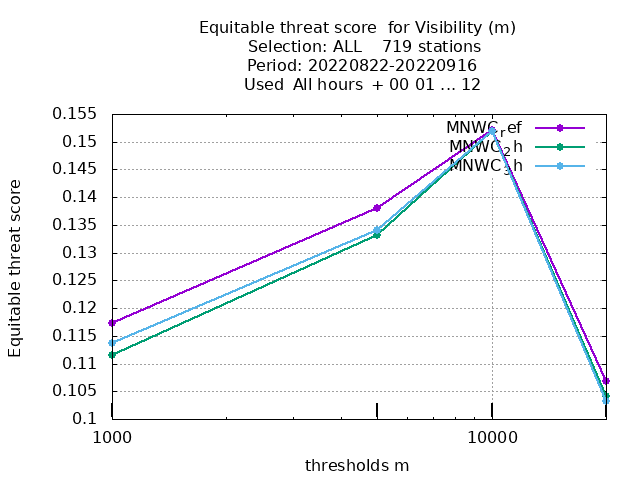 Equitable threat score  for Visibility (m)
Selection: ALL    719 stations
Period: 20220822-20220916
Used  All hours  + 00 01 ... 12
MNWC_ref
MNWC_2h
MNWC_3h
Equitable threat score
0.155
0.15
0.145
0.14
0.135
0.13
0.125
0.12
0.115
0.11
0.105
0.1
1000
10000
thresholds m